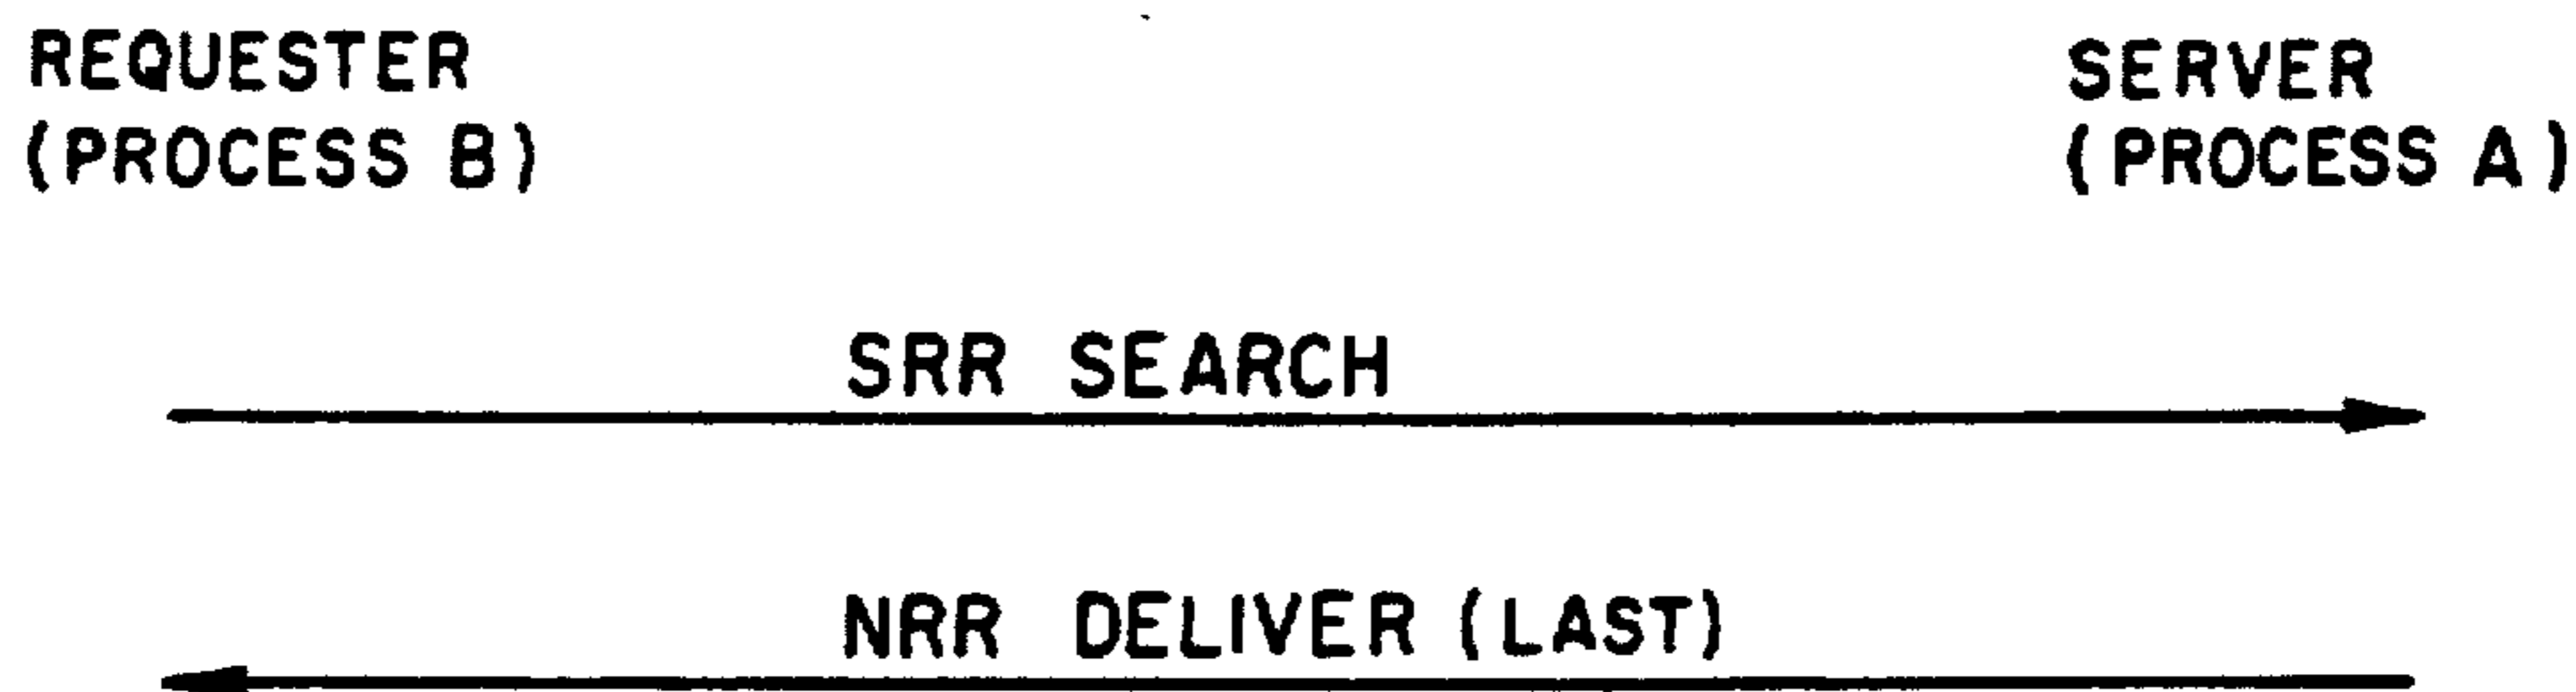 REQUESTER
(PROCESS B)
SERVER
(PROCESS A)
SRR SEARCH
NRR DELIVER (LAST)